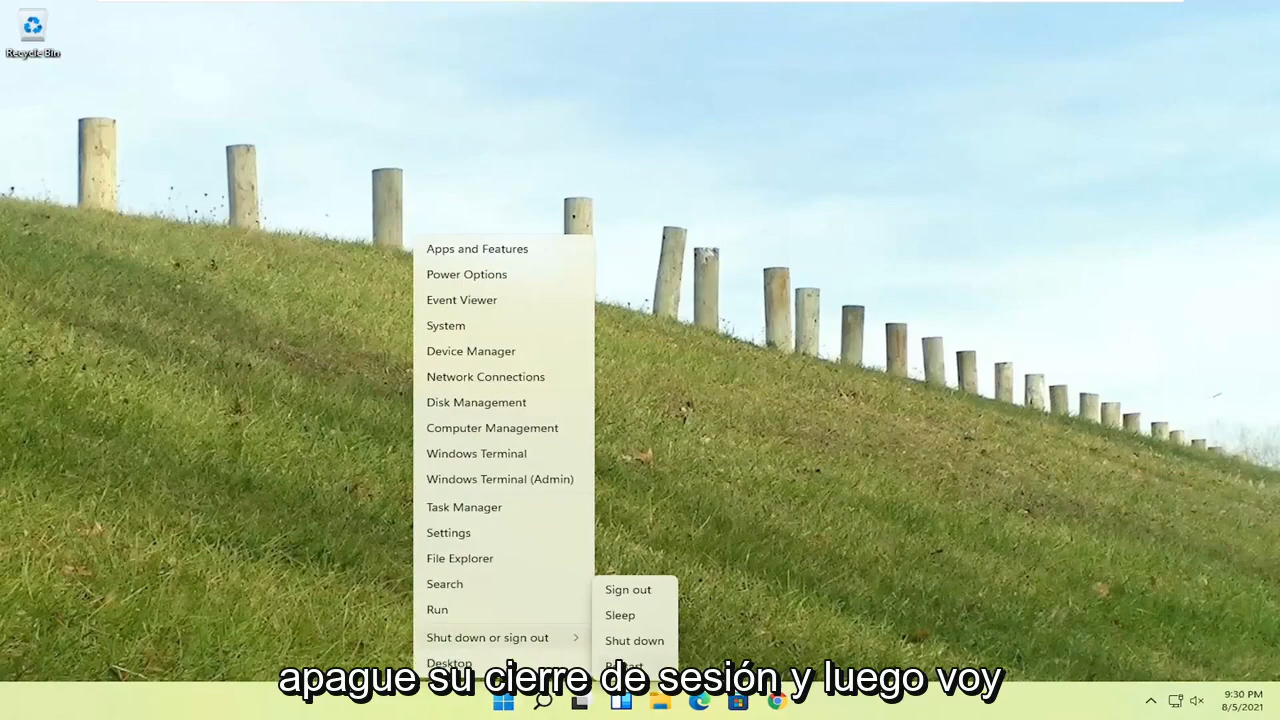 Recycle Bin
Apps and Features
Power Options
Event Viewer
System
Device Manager
Network Connections
Disk Management
Computer Management
Windows Terminal
Windows Terminal (Admin)
Task Manager
Settings
File Explorer
Search
Run
Shut down or sign out
Desktop
Sign out
Sleep
Shut down
Restart
apague su cierre de sesión y luego voy
9:30 PM
8/5/2021